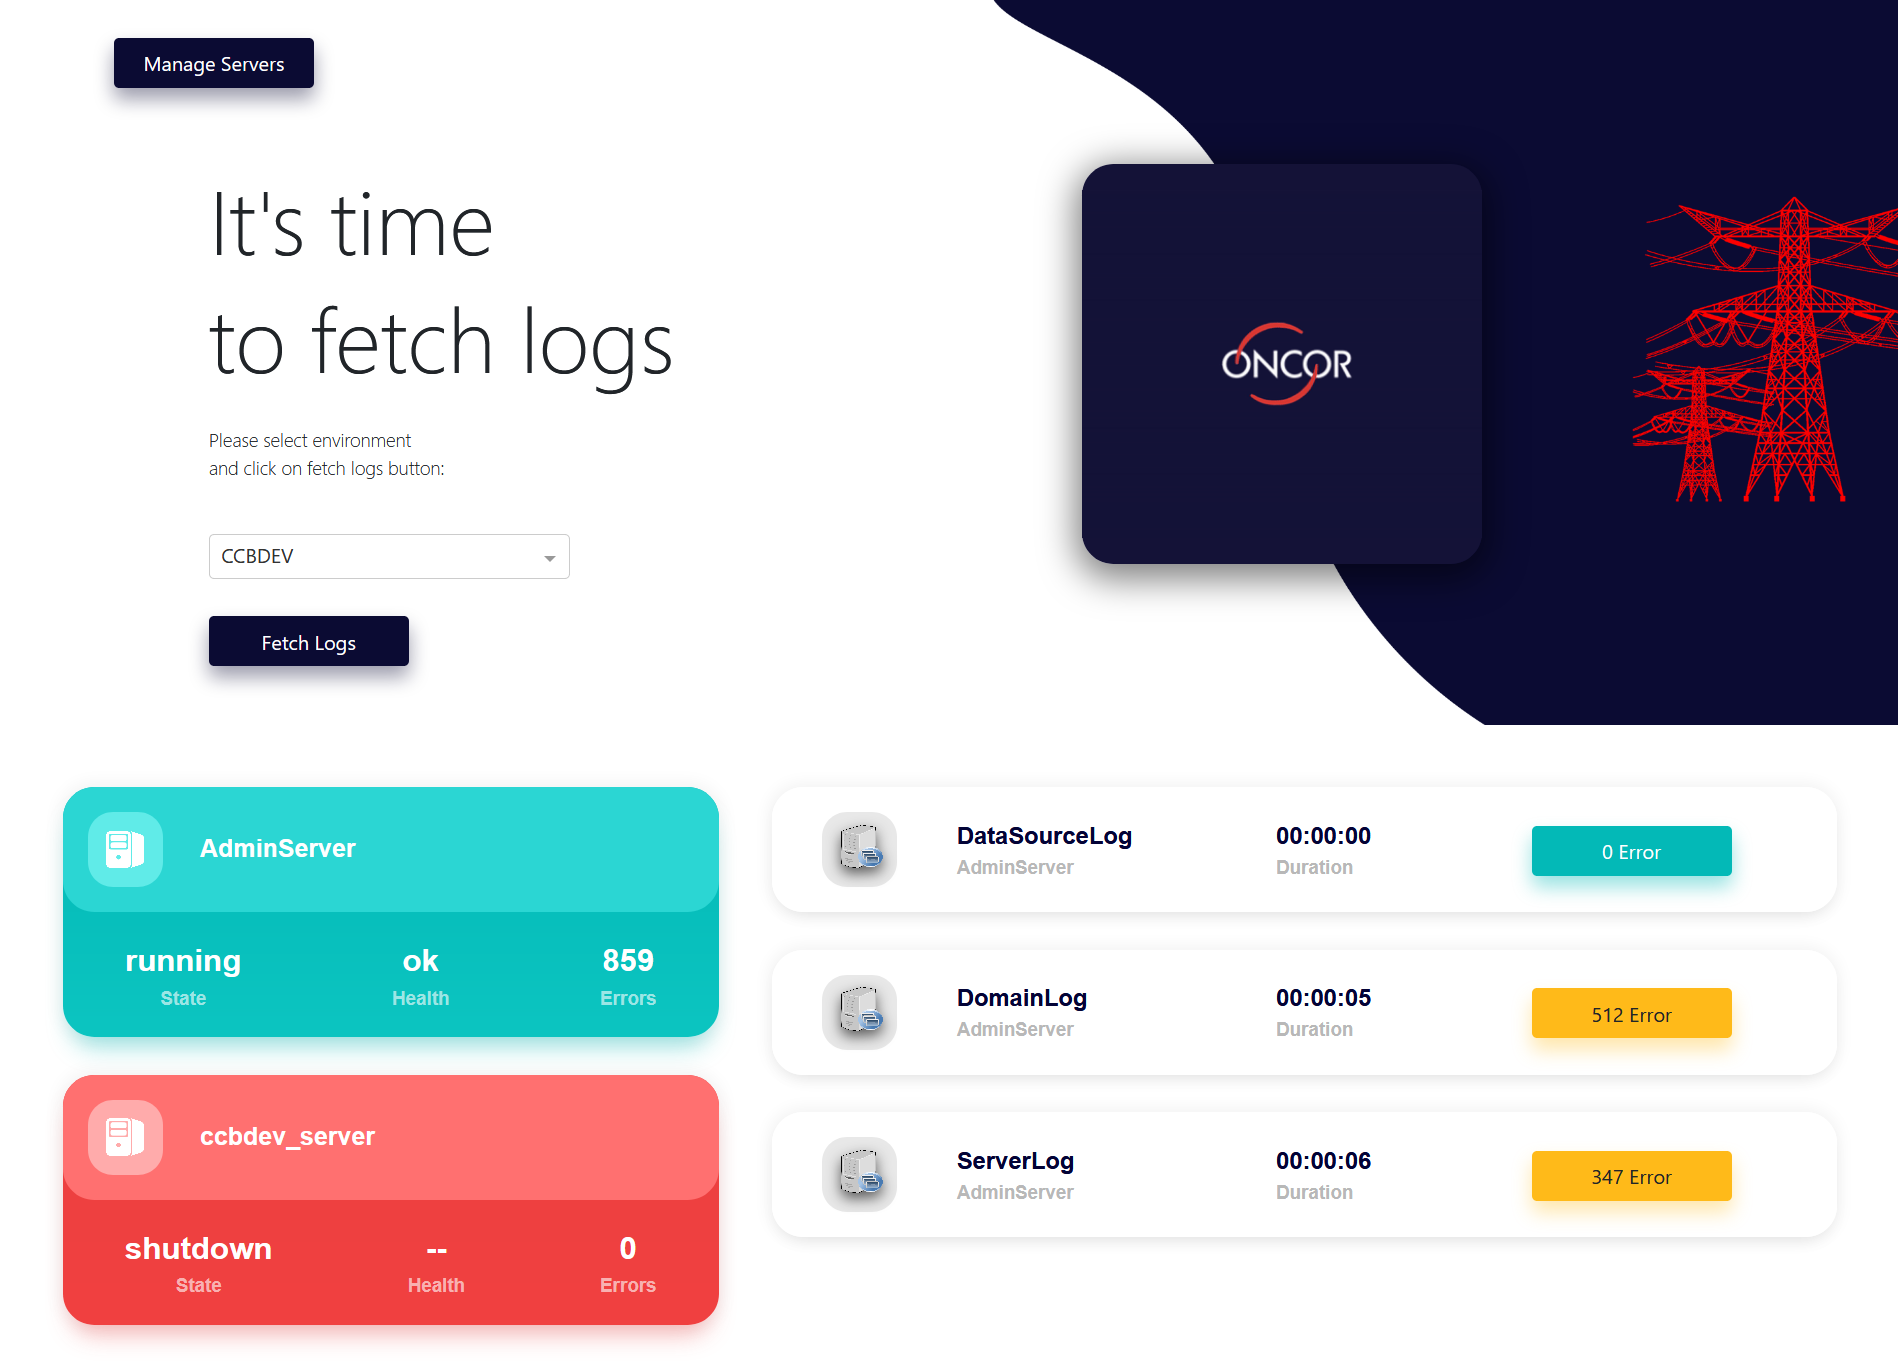 Manage Servers
It's time
to fetch logs
Please select environment
and click on fetch logs button:
CCBDEV
Fetch Logs
ONCOR
AdminServer
running ok 859
State Health Errors
ccbdev_server
shutdown -- 0
State Health Errors
DataSourceLog 00:00:00 0 Error
AdminServer Duration
DomainLog 00:00:05 512 Error
AdminServer Duration
ServerLog 00:00:06 347 Error
AdminServer Duration